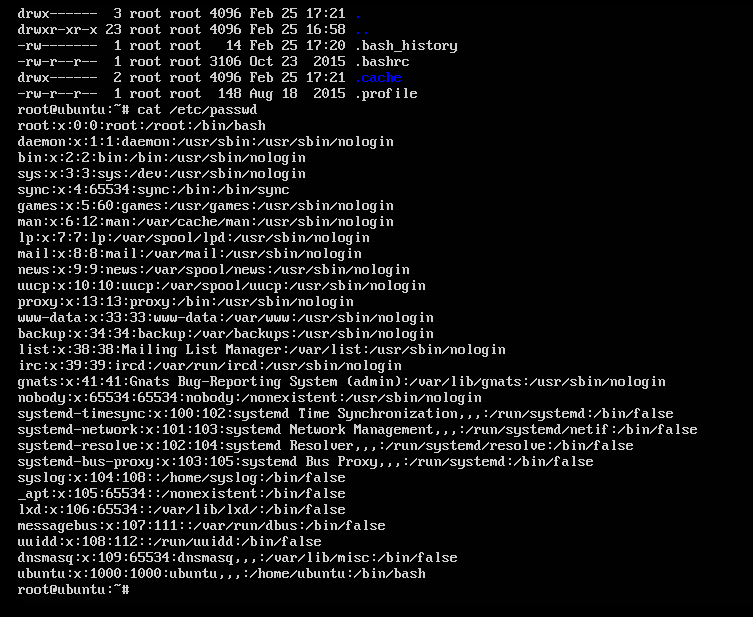 drwx------  3 root root 4096 Feb 25 17:21 .
drwxr-xr-x 23 root root 4096 Feb 25 16:58 ..
-rw-------  1 root root   14 Feb 25 17:20 .bash_history
-rw-r--r--  1 root root 3106 Oct 23  2015 .bashrc
drwx------  2 root root 4096 Feb 25 17:21 .cache
-rw-r--r--  1 root root  148 Aug 18  2015 .profile
root@ubuntu:~# cat /etc/passwd
root:x:0:0:root:/root:/bin/bash
daemon:x:1:1:daemon:/usr/sbin:/usr/sbin/nologin
bin:x:2:2:bin:/bin:/usr/sbin/nologin
sys:x:3:3:sys:/dev:/usr/sbin/nologin
sync:x:4:65534:sync:/bin:/bin/sync
games:x:5:60:games:/usr/games:/usr/sbin/nologin
man:x:6:12:man:/var/cache/man:/usr/sbin/nologin
lp:x:7:7:lp:/var/spool/lpd:/usr/sbin/nologin
mail:x:8:8:mail:/var/mail:/usr/sbin/nologin
news:x:9:9:news:/var/spool/news:/usr/sbin/nologin
uucp:x:10:10:uucp:/var/spool/uucp:/usr/sbin/nologin
proxy:x:13:13:proxy:/bin:/usr/sbin/nologin
www-data:x:33:33:www-data:/var/www:/usr/sbin/nologin
backup:x:34:34:backup:/var/backups:/usr/sbin/nologin
list:x:38:38:Mailing List Manager:/var/list:/usr/sbin/nologin
irc:x:39:39:ircd:/var/run/ircd:/usr/sbin/nologin
gnats:x:41:41:Gnats Bug-Reporting System (admin):/var/lib/gnats:/usr/sbin/nologin
nobody:x:65534:65534:nobody:/nonexistent:/usr/sbin/nologin
systemd-timesync:x:100:102:systemd Time Synchronization,,,:/run/systemd:/bin/false
systemd-network:x:101:103:systemd Network Management,,,:/run/systemd/netif:/bin/false
systemd-resolve:x:102:104:systemd Resolver,,,:/run/systemd/resolve:/bin/false
systemd-bus-proxy:x:103:105:systemd Bus Proxy,,,:/run/systemd:/bin/false
syslog:x:104:108::/home/syslog:/bin/false
_apt:x:105:65534::/nonexistent:/bin/false
lxd:x:106:65534::/var/lib/lxd/:/bin/false
messagebus:x:107:111::/var/run/dbus:/bin/false
uuidd:x:108:112::/run/uuidd:/bin/false
dnsmasq:x:109:65534:dnsmasq,,,:/var/lib/misc:/bin/false
ubuntu:x:1000:1000:ubuntu,,,:/home/ubuntu:/bin/bash
root@ubuntu:~#